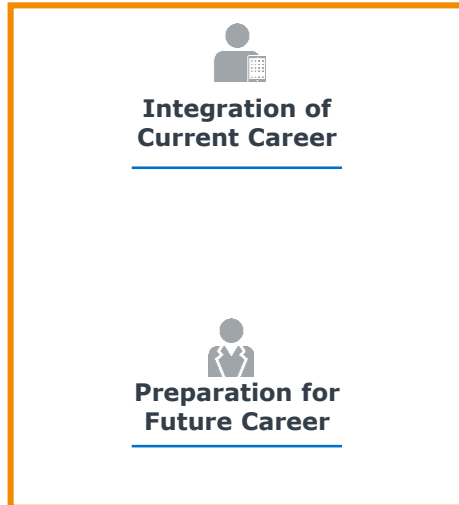 Integration of
Current Career
Preparation for
Future Career